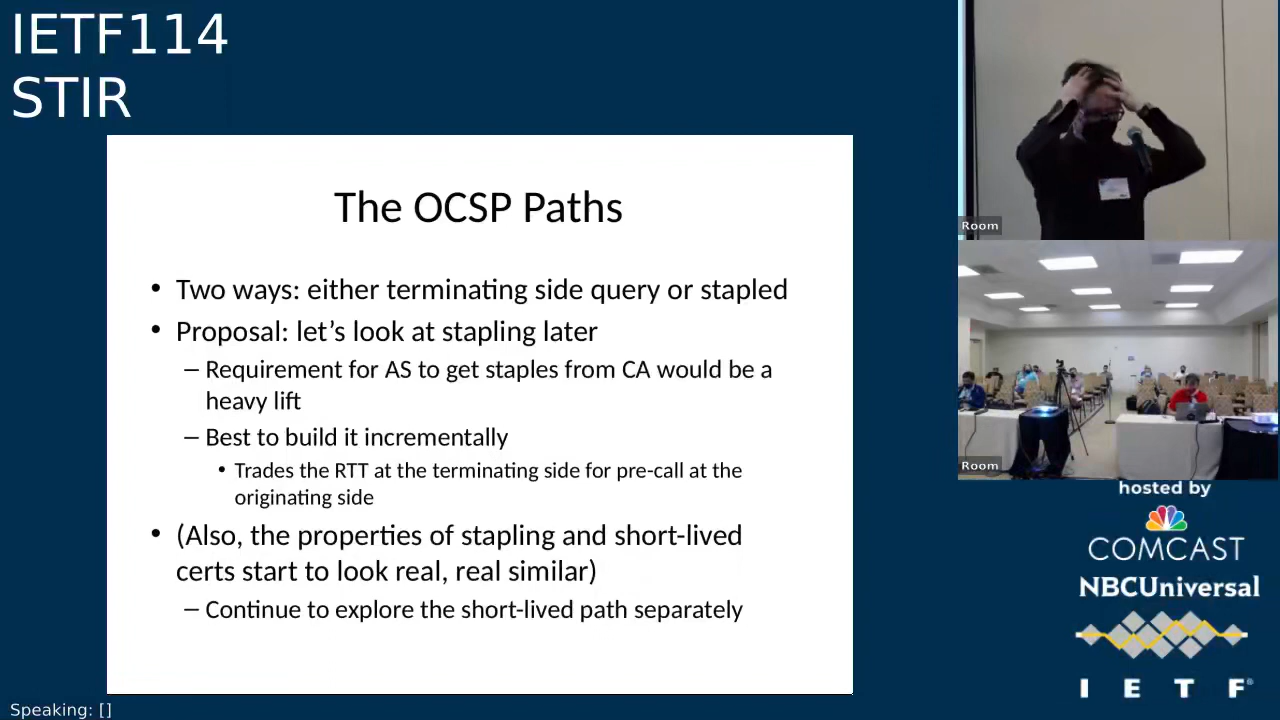 IETF114
STIR
The OCSP Paths
• Two ways: either terminating side query or stapled
• Proposal: let’s look at stapling later
– Requirement for AS to get staples from CA would be a
heavy lift
– Best to build it incrementally
• Trades the RTT at the terminating side for pre-call at the
originating side
• (Also, the properties of stapling and short-lived
certs start to look real, real similar)
– Continue to explore the short-lived path separately
Room
Room
hosted by
COMCAST
NBCUniversal
I E T F®
Speaking: []